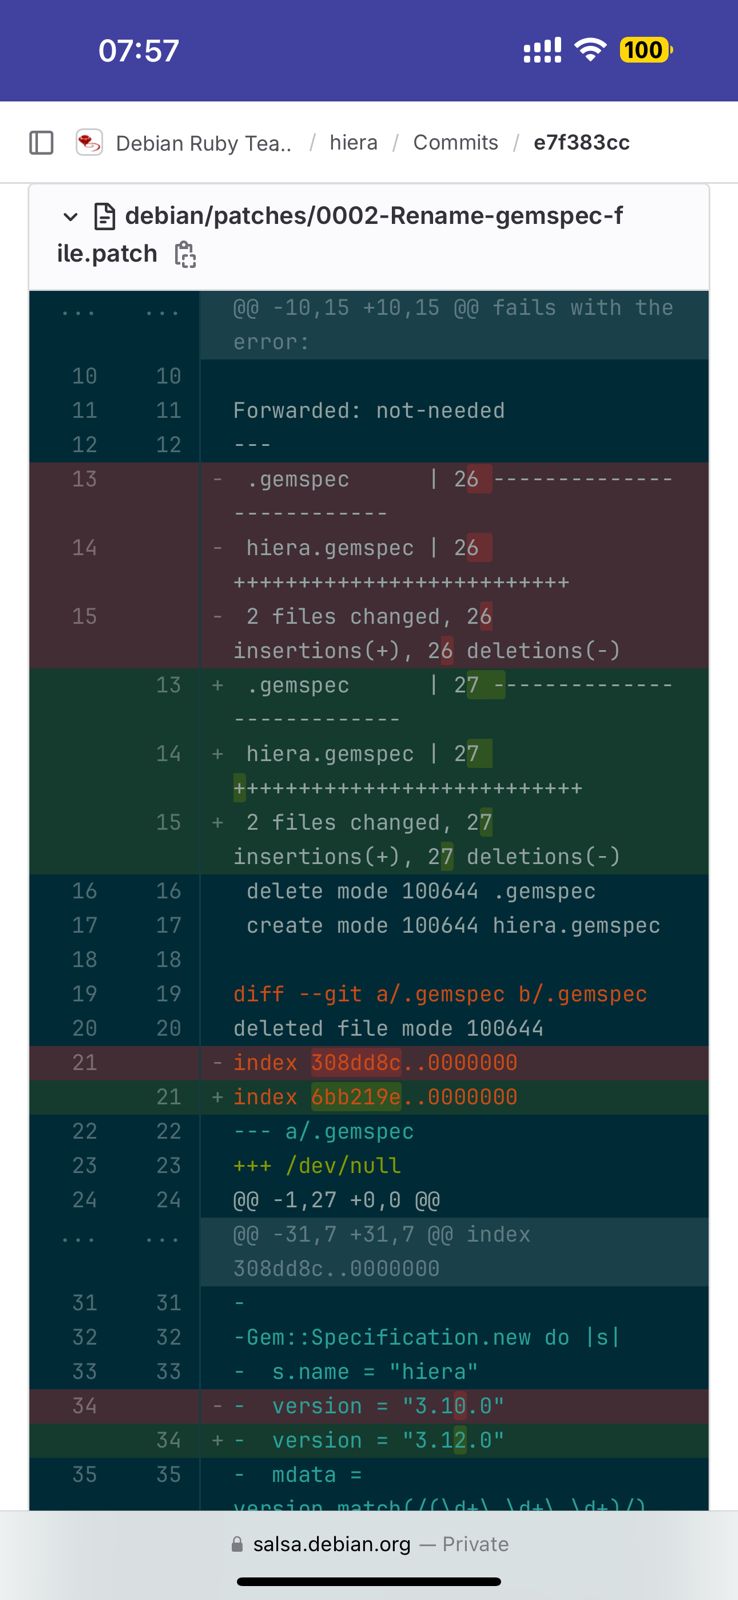 07:57 100
Debian Ruby Tea.. / hiera / Commits / e7f383cc
debian/patches/0002-Rename-gemspec-f
ile.patch
... ... @@ -10,15 +10,15 @@ fails with the
error:
10 10
11 11 Forwarded: not-needed
12 12 ---
13 - .gemspec | 26 --------------
------------
14 - hiera.gemspec | 26
++++++++++++++++++++++++++
15 - 2 files changed, 26
insertions(+), 26 deletions(-)
13 + .gemspec | 27 --------------
-------------
14 + hiera.gemspec | 27
+++++++++++++++++++++++++++
15 + 2 files changed, 27
insertions(+), 27 deletions(-)
16 16 delete mode 100644 .gemspec
17 17 create mode 100644 hiera.gemspec
18 18
19 19 diff --git a/.gemspec b/.gemspec
20 20 deleted file mode 100644
21 - index 308dd8c..0000000
21 + index 6bb219e..0000000
22 22 --- a/.gemspec
23 23 +++ /dev/null
24 24 @@ -1,27 +0,0 @@
... ... @@ -31,7 +31,7 @@ index
308dd8c..0000000
31 31 -
32 32 -Gem::Specification.new do |s|
33 33 - s.name = "hiera"
34 - - version = "3.10.0"
34 + - version = "3.12.0"
35 35 - mdata =
version.match(/(\d+\.\d+\.\d+)/)
salsa.debian.org — Private